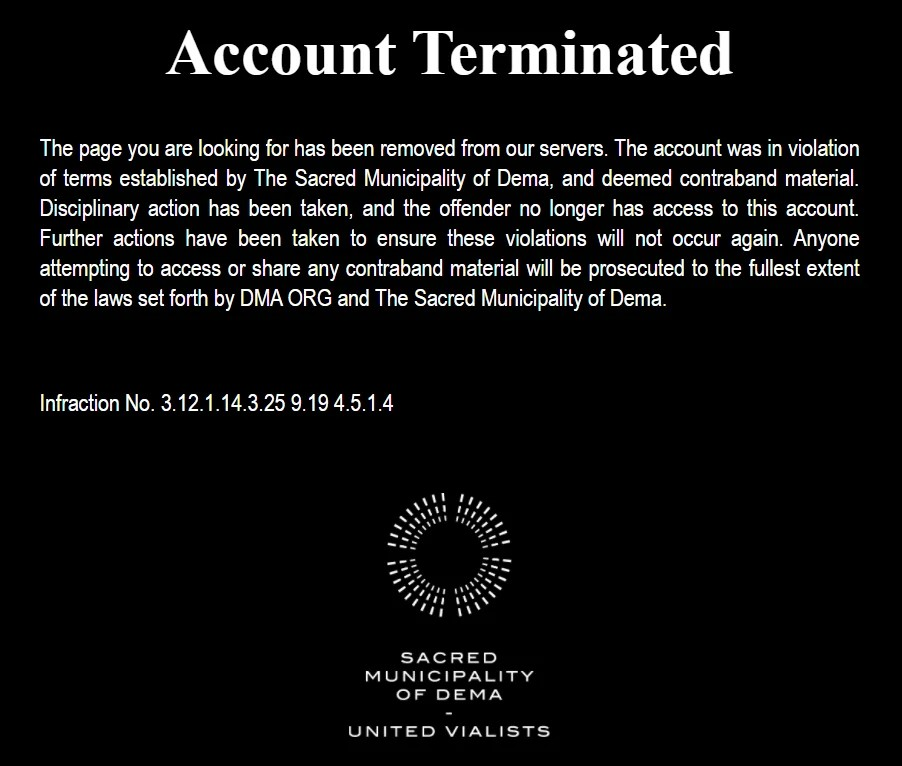 Account Terminated
The page you are looking for has been removed from our servers. The account was in violation
of terms established by The Sacred Municipality of Dema, and deemed contraband material.
Disciplinary action has been taken, and the offender no longer has access to this account.
Further actions have been taken to ensure these violations will not occur again. Anyone
attempting to access or share any contraband material will be prosecuted to the fullest extent
of the laws set forth by DMA ORG and The Sacred Municipality of Dema.
Infraction No. 3.12.1.14.3.25 9.19 4.5.1.4
SACRED
MUNICIPALITY
OF DEMA
-
UNITED VIALISTS